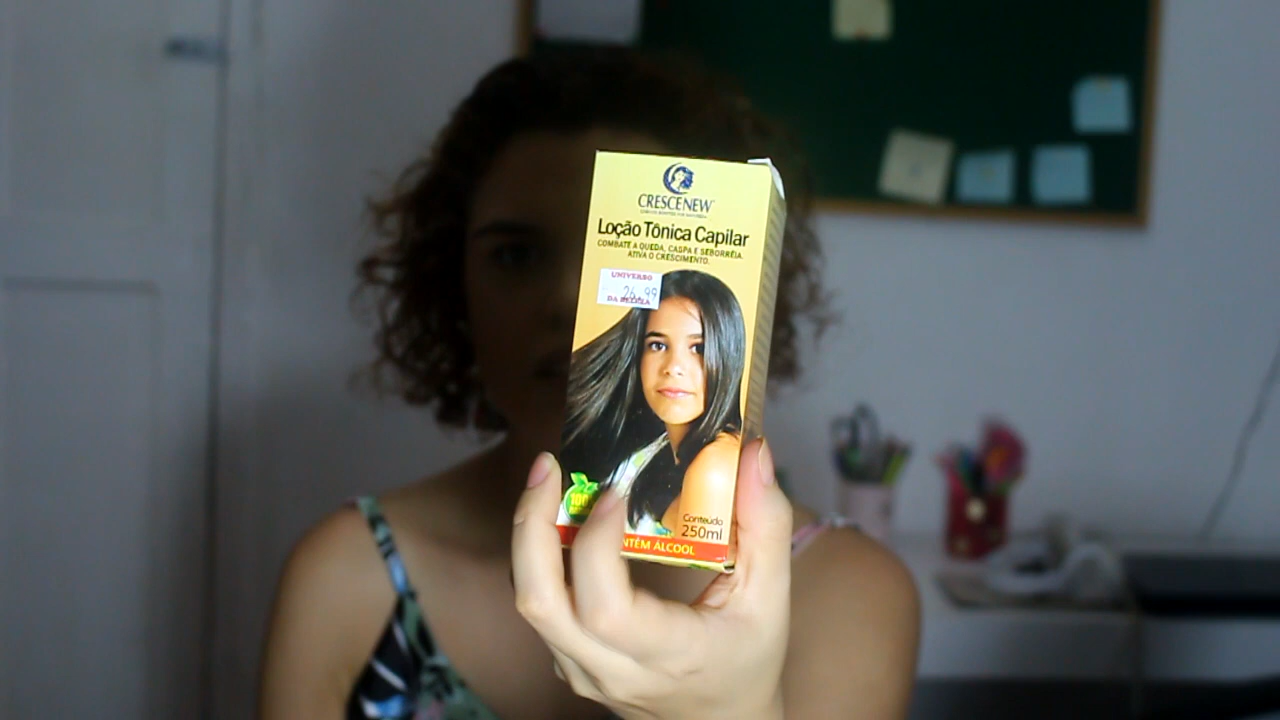 CRESCENEW
Loção Tônica Capilar
COMBATE A QUEDA, CASPA E SEBORRÉIA.
ATIVA O CRESCIMENTO.
UNIVERSO
26,99
DA BELEZA
100%
Conteúdo
250ml
NTÉM ÁLCOOL